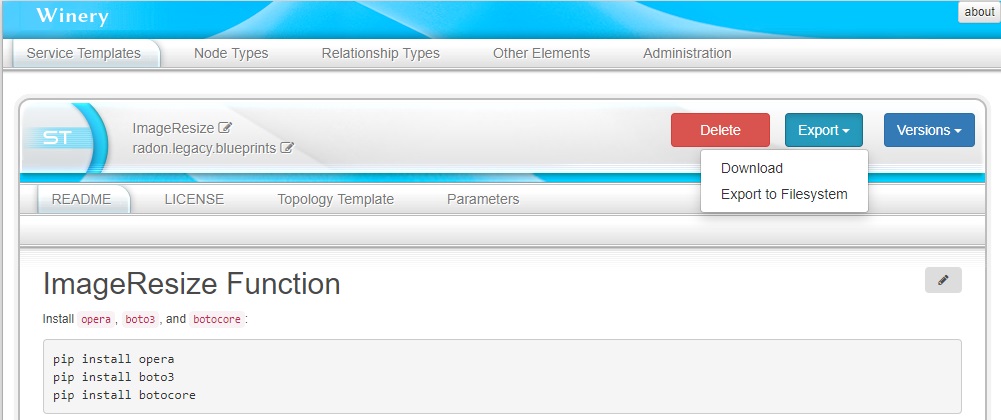 Winery
about
Service Templates Node Types Relationship Types Other Elements Administration
ST
ImageResize
radon.legacy.blueprints
Delete Export Versions
Download
Export to Filesystem
README LICENSE Topology Template Parameters
ImageResize Function
Install opera, boto3, and botocore:
pip install opera
pip install boto3
pip install botocore